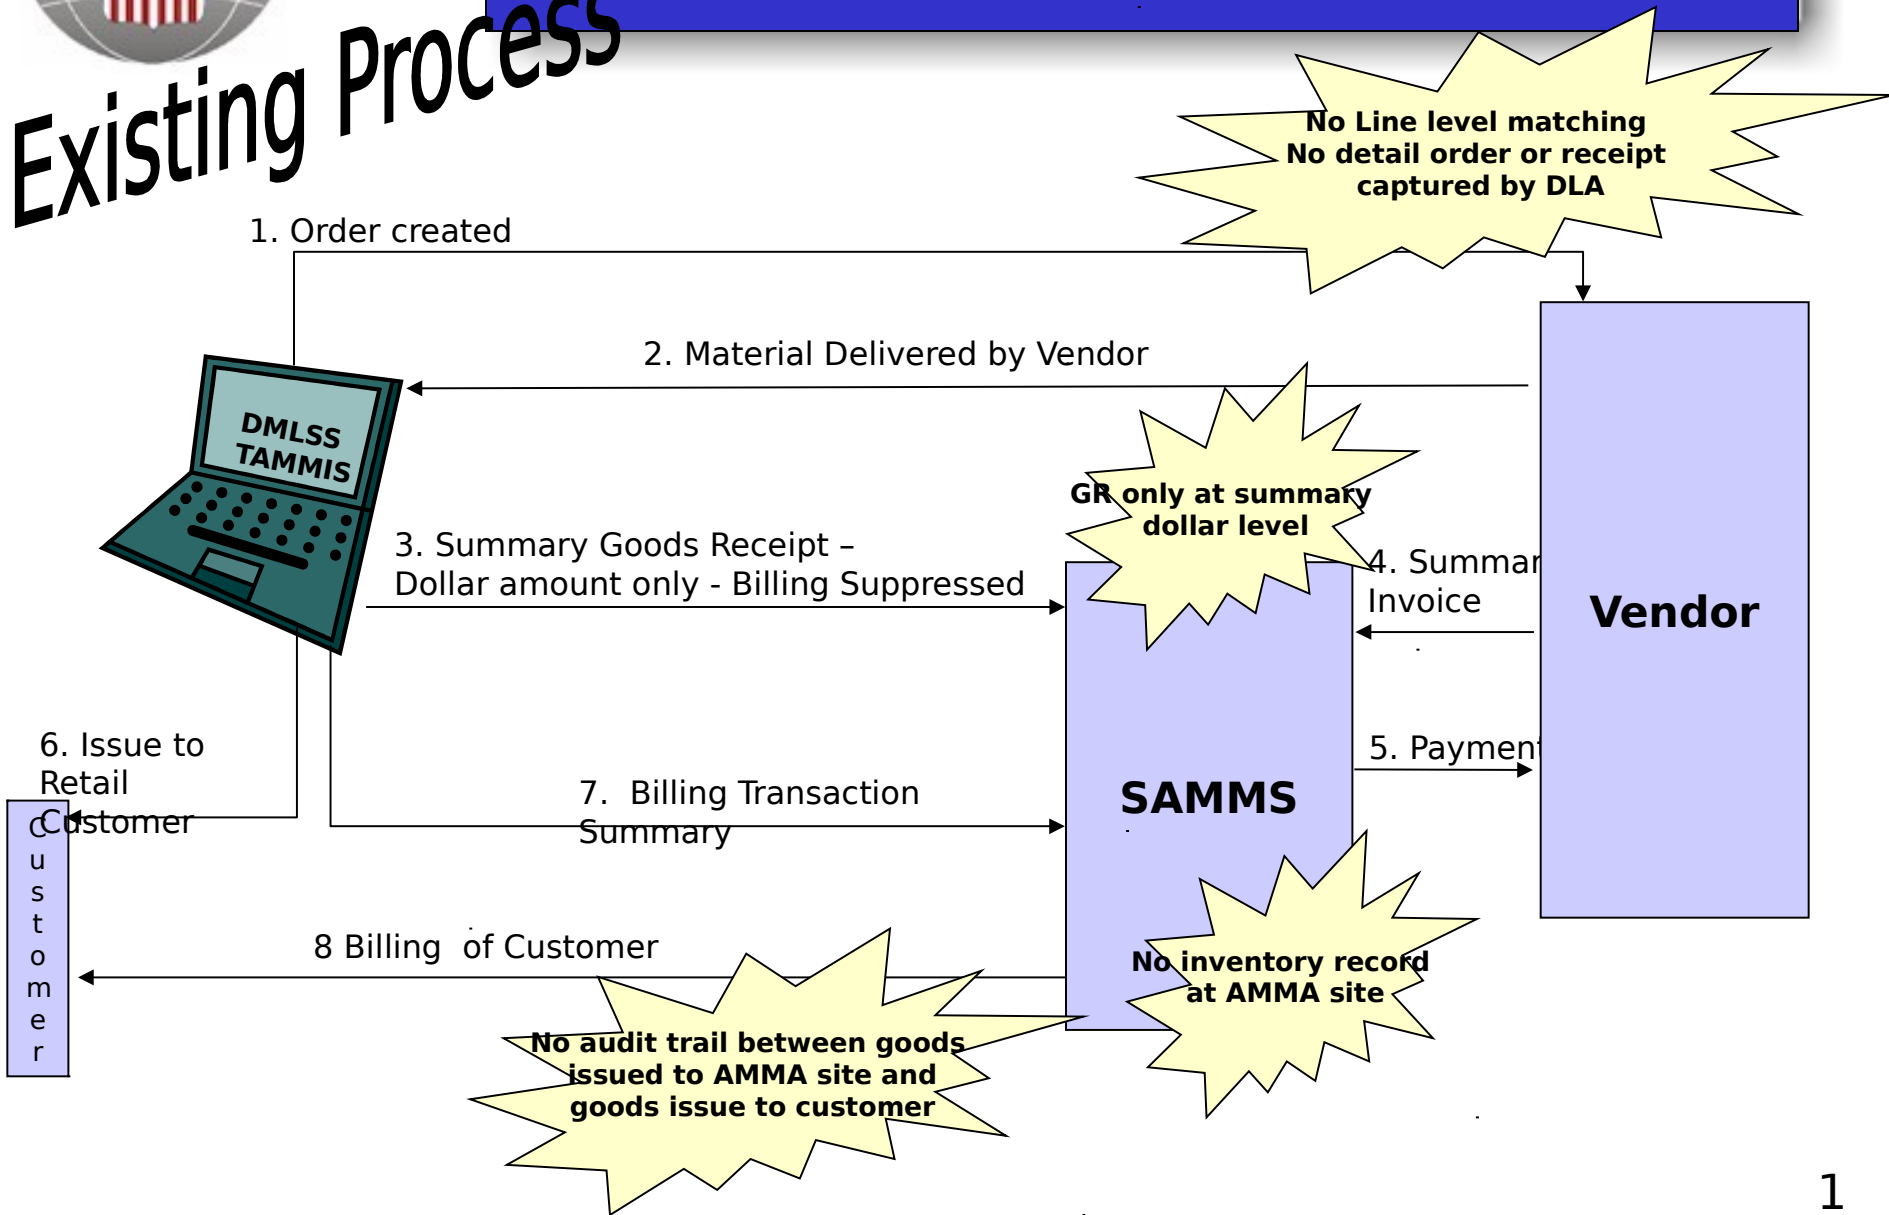 Existing Process
No Line level matching
No detail order or receipt
captured by DLA
1. Order created
2. Material Delivered by Vendor
DMLSS
TAMMIS
GR only at summary
dollar level
3. Summary Goods Receipt –
Dollar amount only - Billing Suppressed
4. Summar
Invoice
Vendor
5. Payment
6. Issue to
Retail
Customer
7.  Billing Transaction
Summary
SAMMS
Customer
8 Billing  of Customer
No inventory record
at AMMA site
No audit trail between goods
issued to AMMA site and
goods issue to customer
1